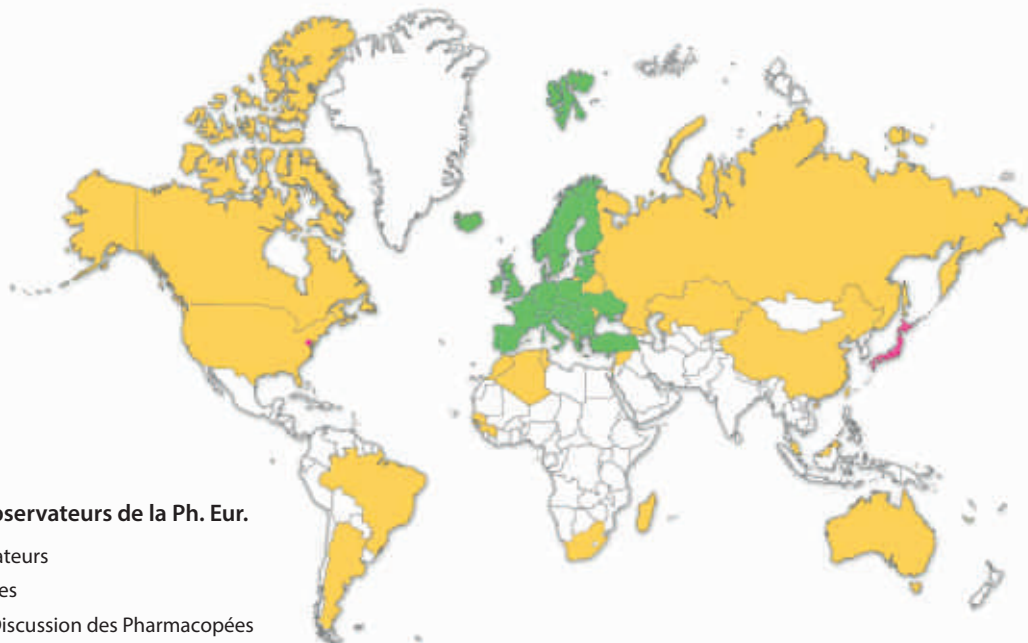 bservateurs de la Ph. Eur.
ateurs
es
Discussion des Pharmacopées